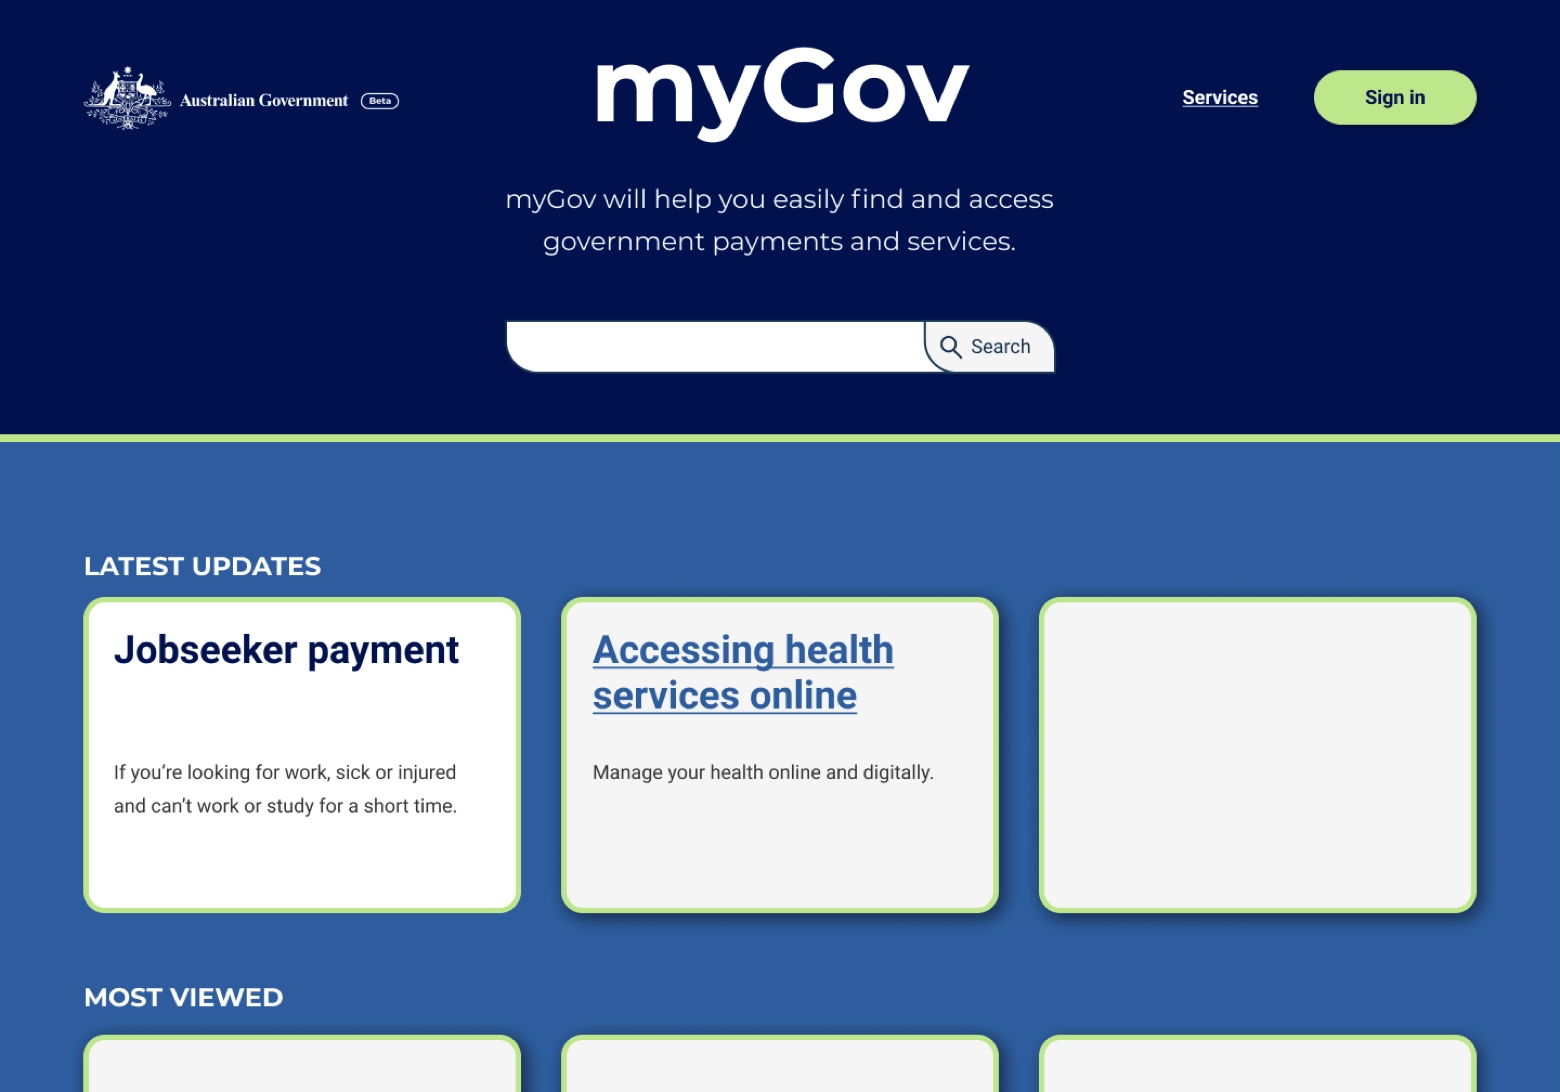 Australian Government
Beta
myGov
Services
Sign in
myGov will help you easily find and access
government payments and services.
Search
LATEST UPDATES
Jobseeker payment
If you’re looking for work, sick or injured
and can’t work or study for a short time.
Accessing health
services online
Manage your health online and digitally.
MOST VIEWED